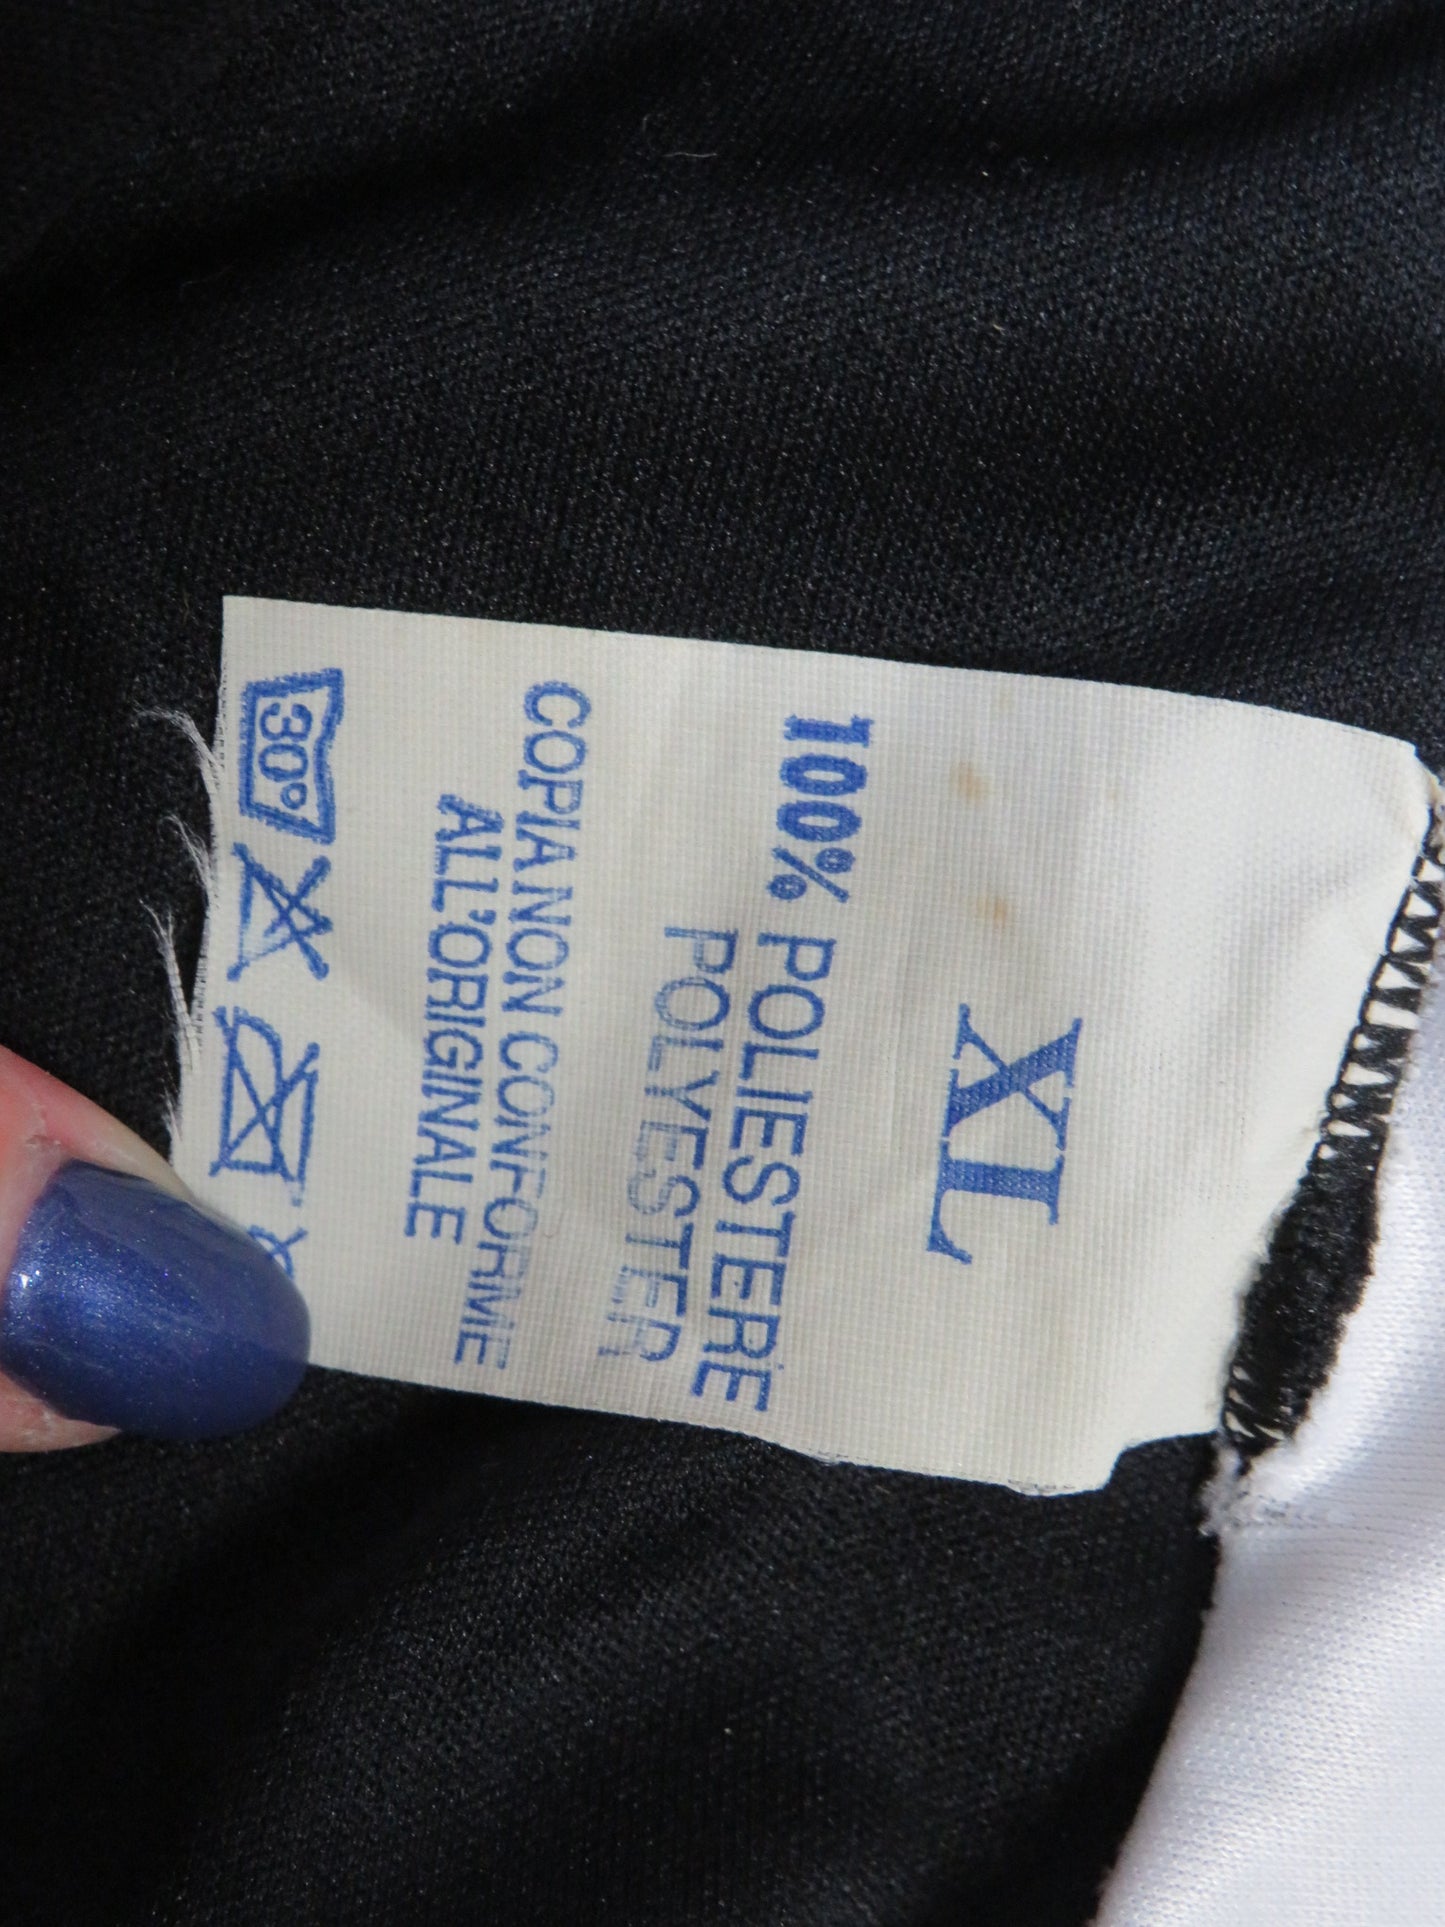 XL
100% POLIESTERE
POLYESTER
COPIA NON CONFORME
ALL'ORIGINALE
30°